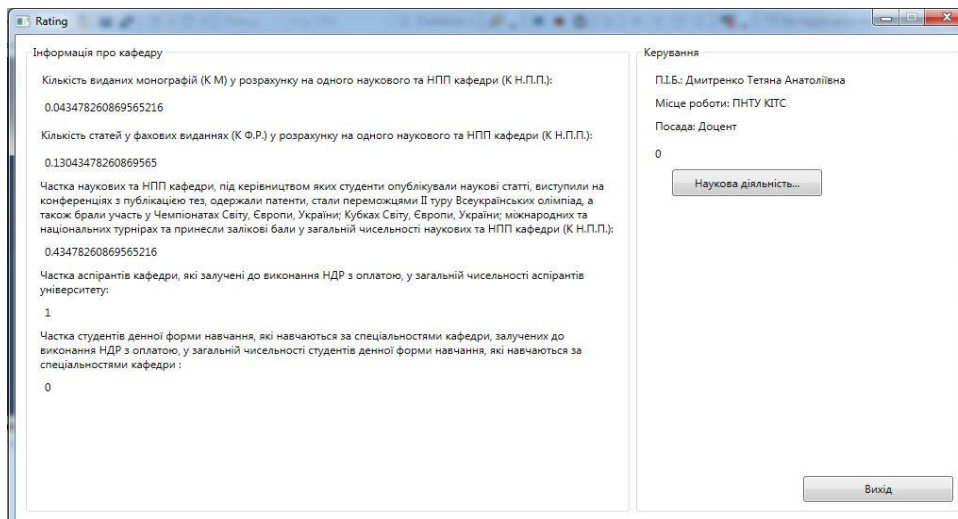 Rating
Інформація про кафедру
Кількість виданих монографій (К М) у розрахунку на одного наукового та НПП кафедри (К Н.П.П.):
0.043478260869565216
Кількість статей у фахових виданнях (К Ф.Р.) у розрахунку на одного наукового та НПП кафедри (К Н.П.П.):
0.13043478260869565
Частка наукових та НПП кафедри, під керівництвом яких студенти опублікували наукові статті, виступили на
конференціях з публікацією тез, одержали патенти, стали переможцями ІІ туру Всеукраїнських олімпіад, а
також брали участь у Чемпіонатах Світу, Європи, України; Кубках Світу, Європи, України; міжнародних та
національних турнірах та принесли залікові бали у загальній чисельності наукових та НПП кафедри (К Н.П.П.):
0.43478260869565216
Частка аспірантів кафедри, які залучені до виконання НДР з оплатою, у загальній чисельності аспірантів
університету:
1
Частка студентів денної форми навчання, які навчаються за спеціальностями кафедри, залучених до
виконання НДР з оплатою, у загальній чисельності студентів денної форми навчання, які навчаються за
спеціальностями кафедри :
0
Керування
П.І.Б.: Дмитренко Тетяна Анатоліївна
Місце роботи: ПНТУ КІТС
Посада: Доцент
0
Наукова діяльність...
Вихід